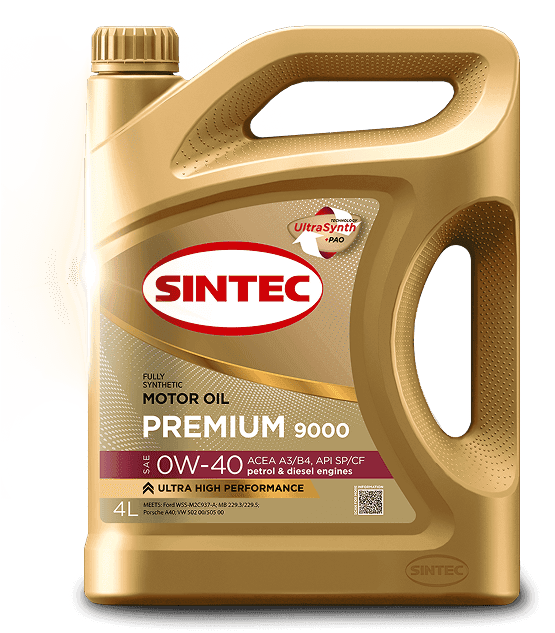 TECHNOLOGY
UltraSynth
+PAO
SINTEC
FULLY
SYNTHETIC
MOTOR OIL
PREMIUM 9000
SAE 0W-40 ACEA A3/B4, API SP/CF
petrol & diesel engines
ULTRA HIGH PERFORMANCE
4L
MEETS: Ford WSS-M2C937-A; MB 229.3/229.5;
Porsche A40; VW 502 00/505 00
INFORMATION
SINTEC